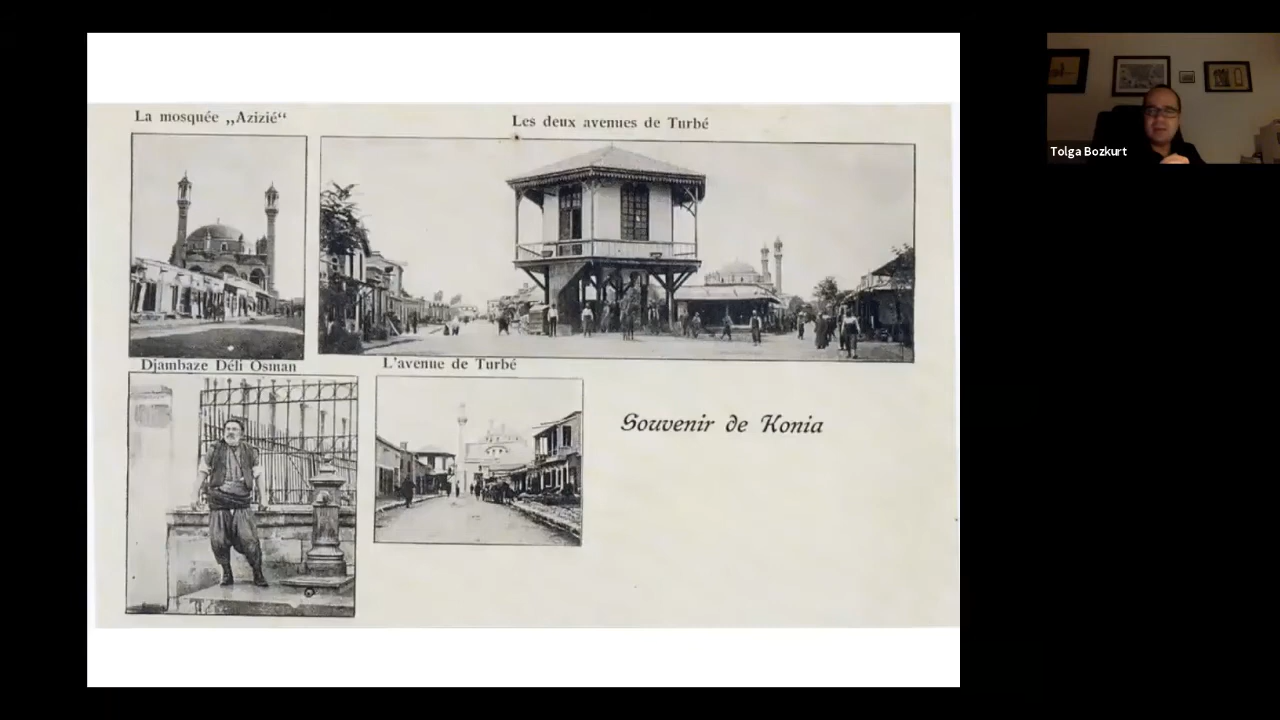 La mosquée „Azizié“
Les deux avenues de Turbé
Djambaze Déli Osman
L'avenue de Turbé
Souvenir de Konia
Tolga Bozkurt